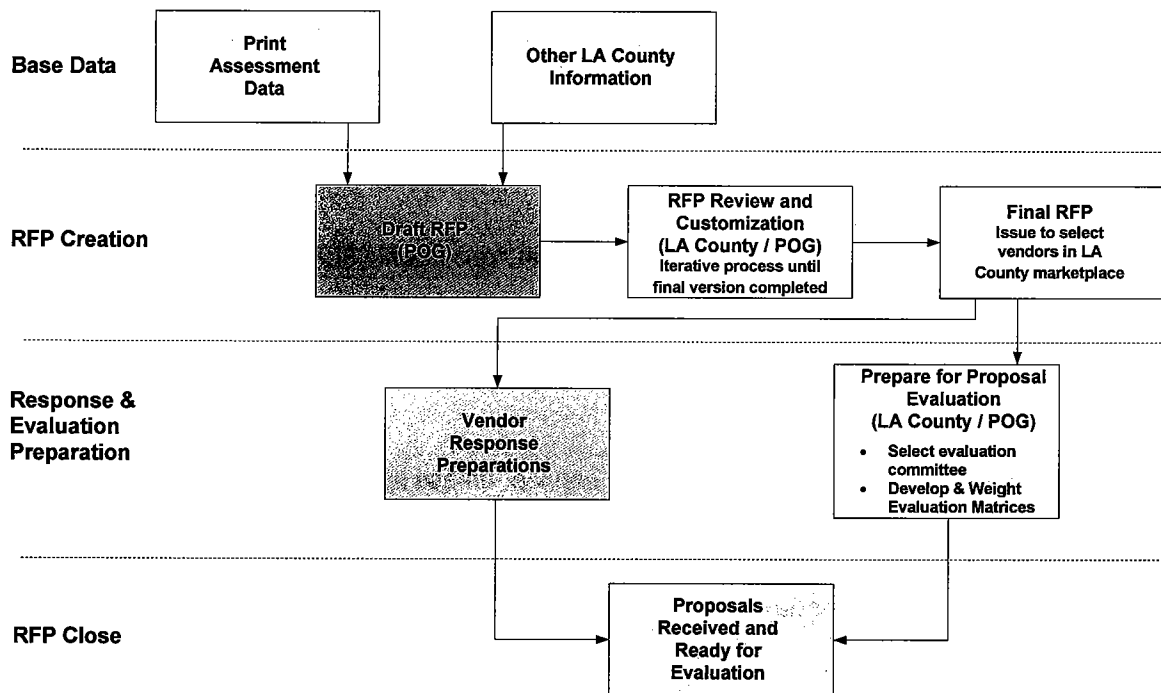 Base Data
Print
Assessment
Data
Other LA County
Information
RFP Creation
Draft RFP
(POG)
RFP Review and
Customization
(LA County / POG)
Iterative process until
final version completed
Final RFP
Issue to select
vendors in LA
County marketplace
Response &
Evaluation
Preparation
Vendor
Response
Preparations
Prepare for Proposal
Evaluation
(LA County / POG)
• Select evaluation
committee
• Develop & Weight
Evaluation Matrices
RFP Close
Proposals
Received and
Ready for
Evaluation